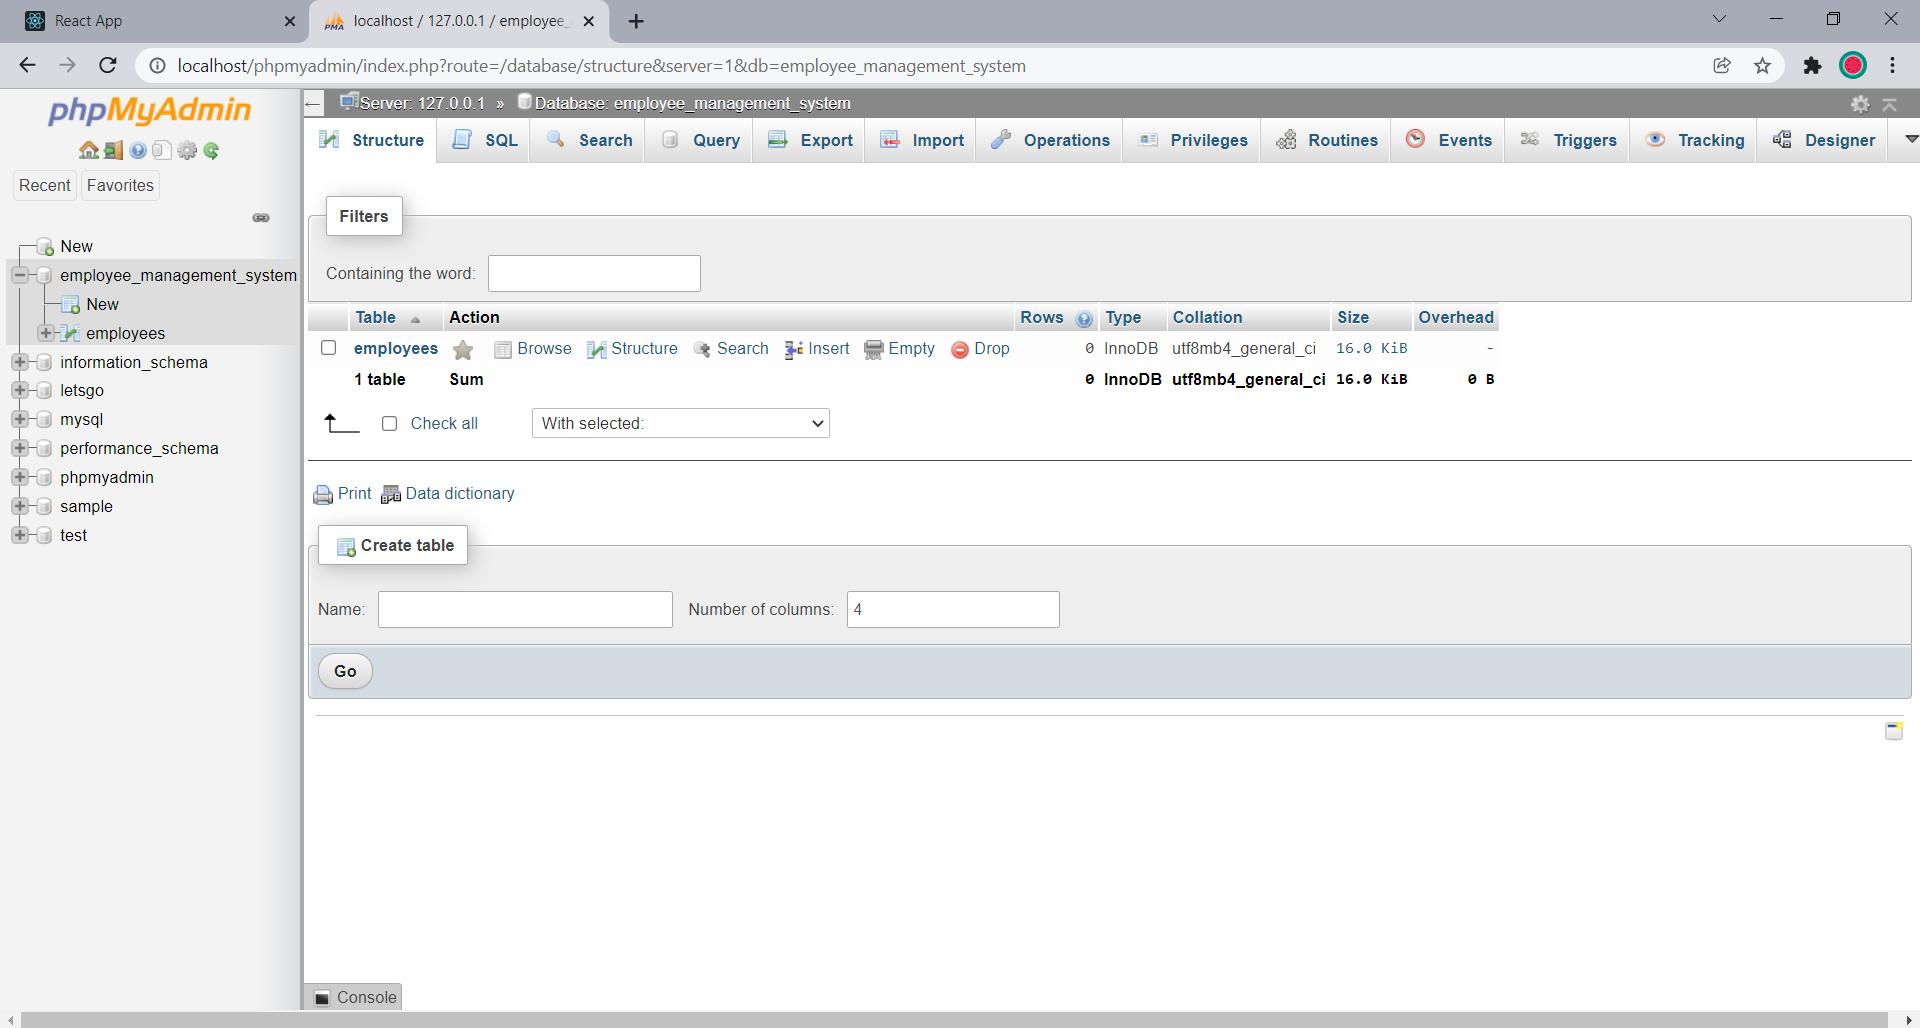 React App
localhost / 127.0.0.1 / employee_
localhost/phpmyadmin/index.php?route=/database/structure&server=1&db=employee_management_system
phpMyAdmin
Recent Favorites
New
employee_management_system
New
employees
information_schema
letsgo
mysql
performance_schema
phpmyadmin
sample
test
Server: 127.0.0.1 » Database: employee_management_system
Structure SQL Search Query Export Import Operations Privileges Routines Events Triggers Tracking Designer
Filters
Containing the word:
Table Action Rows Type Collation Size Overhead
employees Browse Structure Search Insert Empty Drop 0 InnoDB utf8mb4_general_ci 16.0 KiB -
1 table Sum 0 InnoDB utf8mb4_general_ci 16.0 KiB 0 B
Check all With selected:
Print Data dictionary
Create table
Name: Number of columns: 4
Go
Console